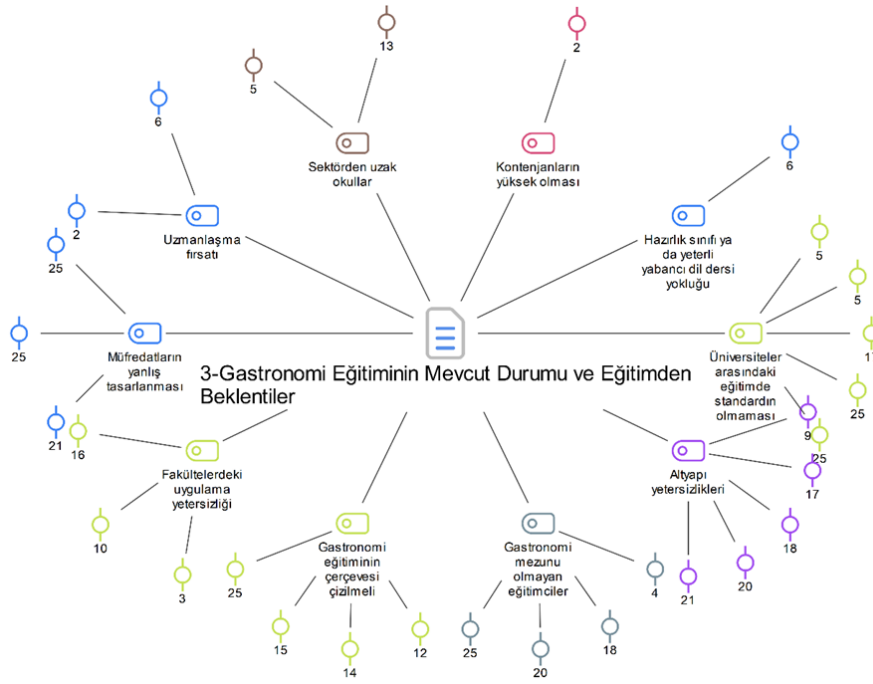 13
2
5
6
6
Sektörden uzak
okullar
Kontenjanların
yüksek olması
2
Uzmanlaşma
fırsatı
Hazırlık sınıfı ya
da yeterli
yabancı dil dersi
yokluğu
5
25
5
25
Müfredatların
yanlış
tasarlanması
3-Gastronomi Eğitiminin Mevcut Durumu ve Eğitimden
Beklentiler
Üniversiteler
arasındaki
eğitimde
standardın
olmaması
25
21
16
9
25
Fakültelerdeki
uygulama
yetersizliği
Altyapı
yetersizlikleri
17
10
18
3
25
Gastronomi
eğitiminin
çerçevesi
çizilmeli
Gastronomi
mezunu
olmayan
eğitimciler
4
21
20
15
14
12
25
20
18